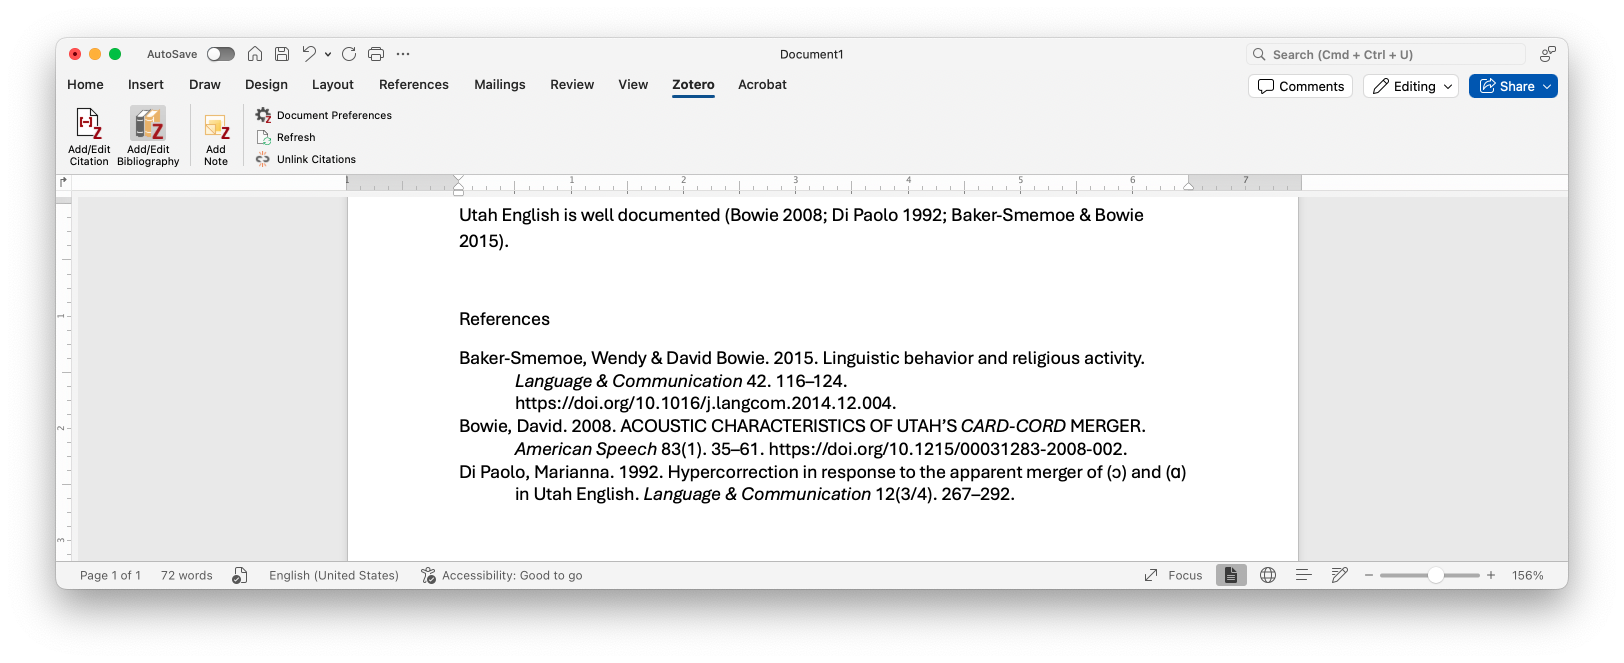 AutoSave
Document1
Search (Cmd + Ctrl + U)
Home Insert Draw Design Layout References Mailings Review View Zotero Acrobat
Comments Editing Share
Add/Edit Citation
Add/Edit Bibliography
Add Note
Document Preferences
Refresh
Unlink Citations
1 1 2 3 4 5 6 7
Utah English is well documented (Bowie 2008; Di Paolo 1992; Baker-Smemoe & Bowie
2015).
References
Baker-Smemoe, Wendy & David Bowie. 2015. Linguistic behavior and religious activity.
Language & Communication 42. 116–124.
https://doi.org/10.1016/j.langcom.2014.12.004.
Bowie, David. 2008. ACOUSTIC CHARACTERISTICS OF UTAH’S CARD-CORD MERGER.
American Speech 83(1). 35–61. https://doi.org/10.1215/00031283-2008-002.
Di Paolo, Marianna. 1992. Hypercorrection in response to the apparent merger of (ɔ) and (ɑ)
in Utah English. Language & Communication 12(3/4). 267–292.
1
2
3
Page 1 of 1 72 words English (United States) Accessibility: Good to go Focus 156%